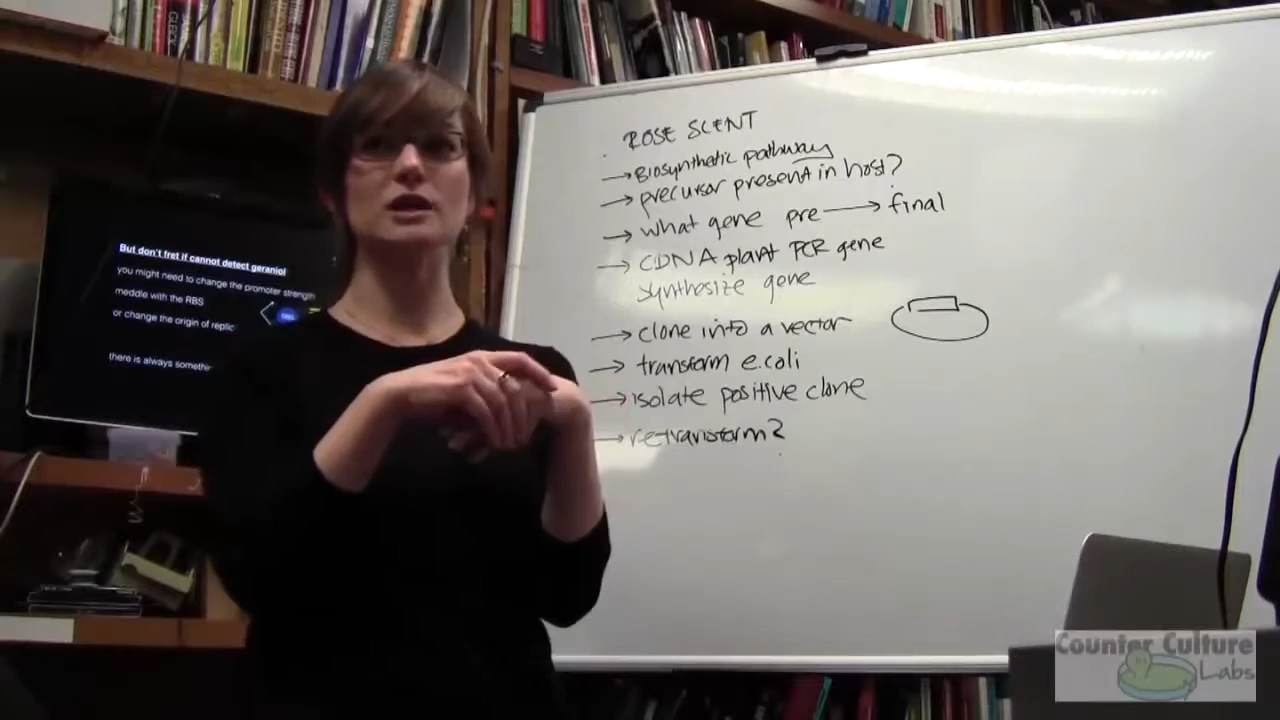 ROSE SCENT
→ Biosynthetic pathway
→ precursor present in host?
→ what gene pre → final
→ CDNA plant PCR gene
synthesize gene
→ clone into a vector
→ transform e.coli
→ isolate positive clone
→ retransform?
But don't fret if cannot detect geraniol
you might need to change the promoter strength
meddle with the RBS
or change the origin of replic
there is always somethi
Counter Culture
Labs